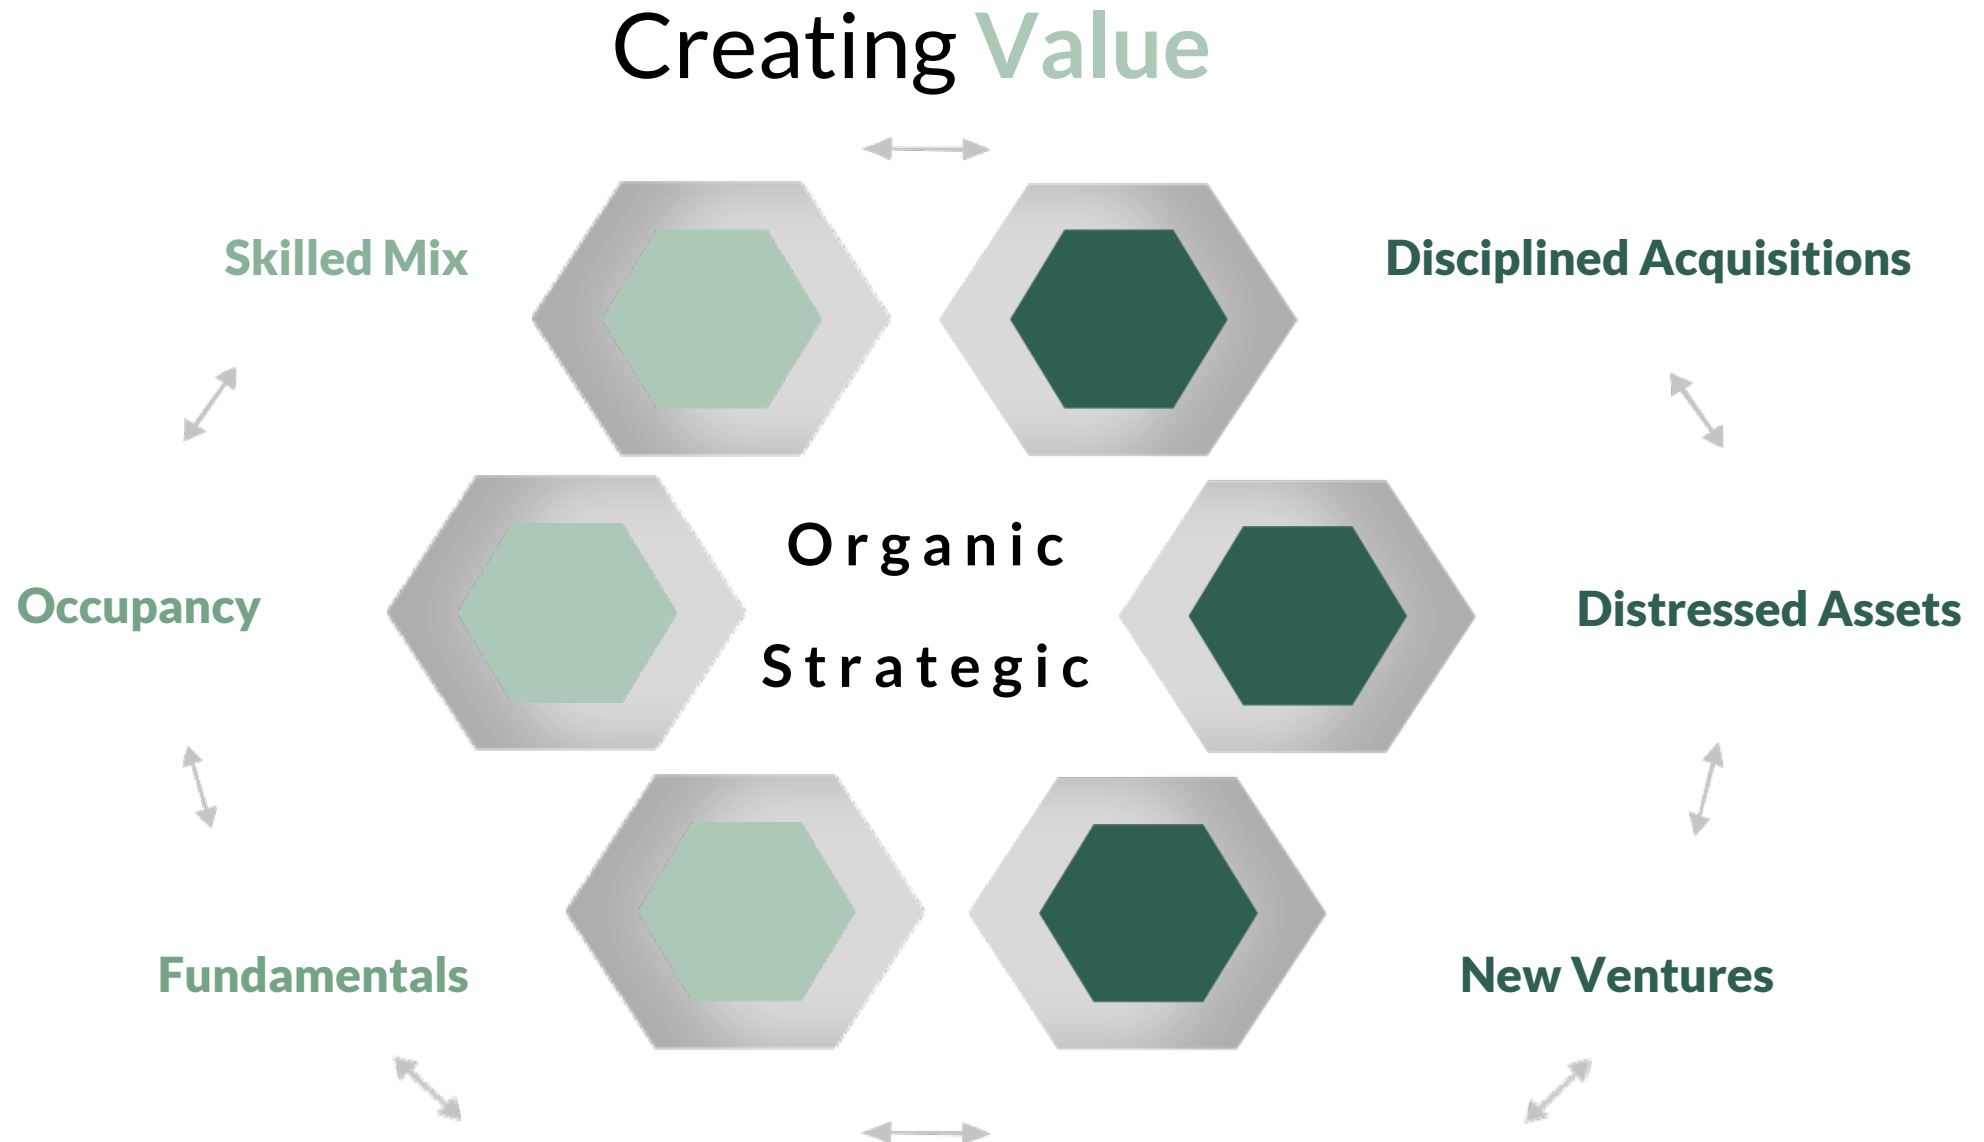 Creating Value
Skilled Mix
Disciplined Acquisitions
Organic
Occupancy
Distressed Assets
Strategic
Fundamentals
New Ventures